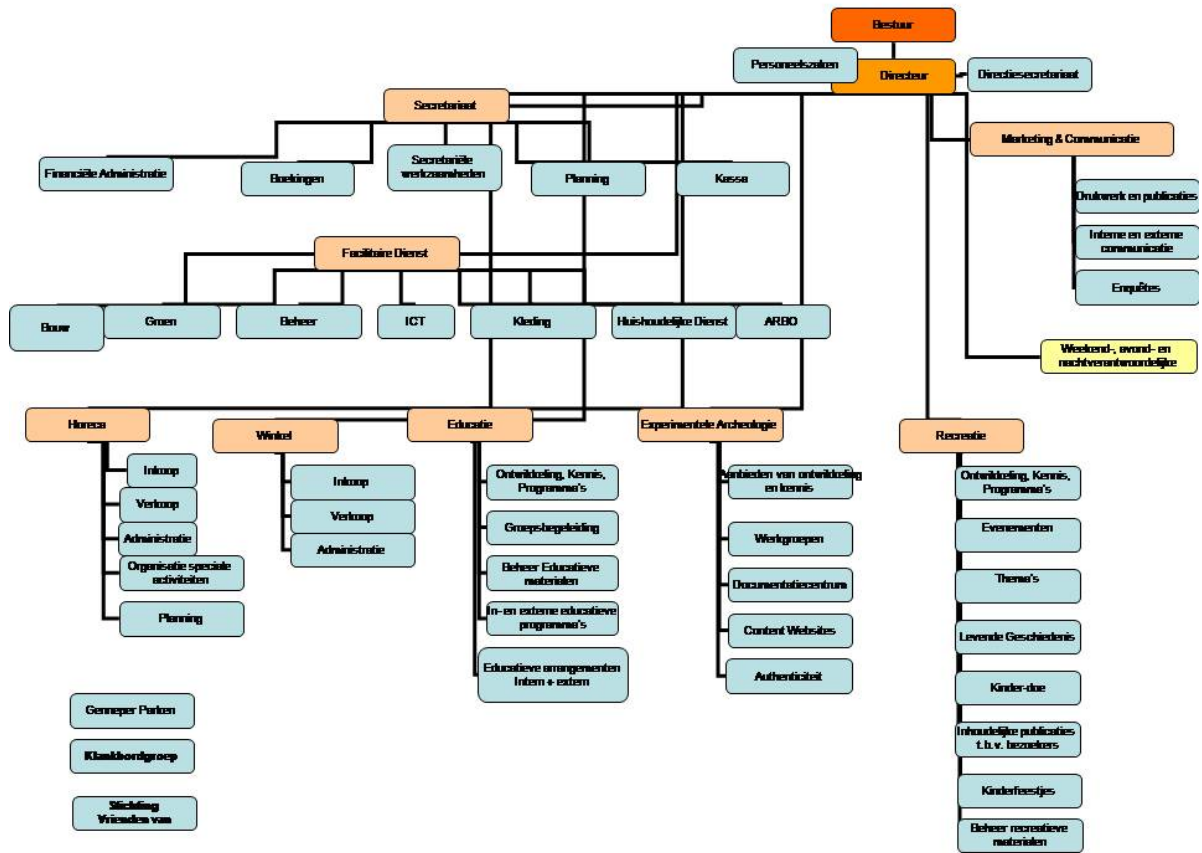 Bestuur
Personeelszaken
Directeur
Directiesecretariaat
Secretariaat
Marketing & Communicatie
Financiële Administratie
Boekingen
Secretariële
werkzaamheden
Planning
Kassa
Drukwerk en publicaties
Interne en externe
communicatie
Enquêtes
Facilitaire Dienst
Bouw
Groen
Beheer
ICT
Kleding
Huishoudelijke Dienst
ARBO
Weekend-, avond- en
nachtverantwoordelijke
Horeca
Inkoop
Verkoop
Administratie
Organisatie speciale
activiteiten
Planning
Winkel
Inkoop
Verkoop
Administratie
Educatie
Ontwikkeling, Kennis,
Programma's
Groepsbegeleiding
Beheer Educatieve
materialen
In- en externe educatieve
programma's
Educatieve arrangementen
Intern + extern
Experimentele Archeologie
Aanbieden van ontwikkeling
en kennis
Werkgroepen
Documentatiecentrum
Content Websites
Authenticiteit
Recreatie
Ontwikkeling, Kennis,
Programma's
Evenementen
Thema's
Levende Geschiedenis
Kinder-doe
Inhoudelijke publicaties
t.b.v. bezoekers
Kinderfeestjes
Beheer recreatieve
materialen
Genneper Parken
Klankbordgroep
Stichting
Vrienden van